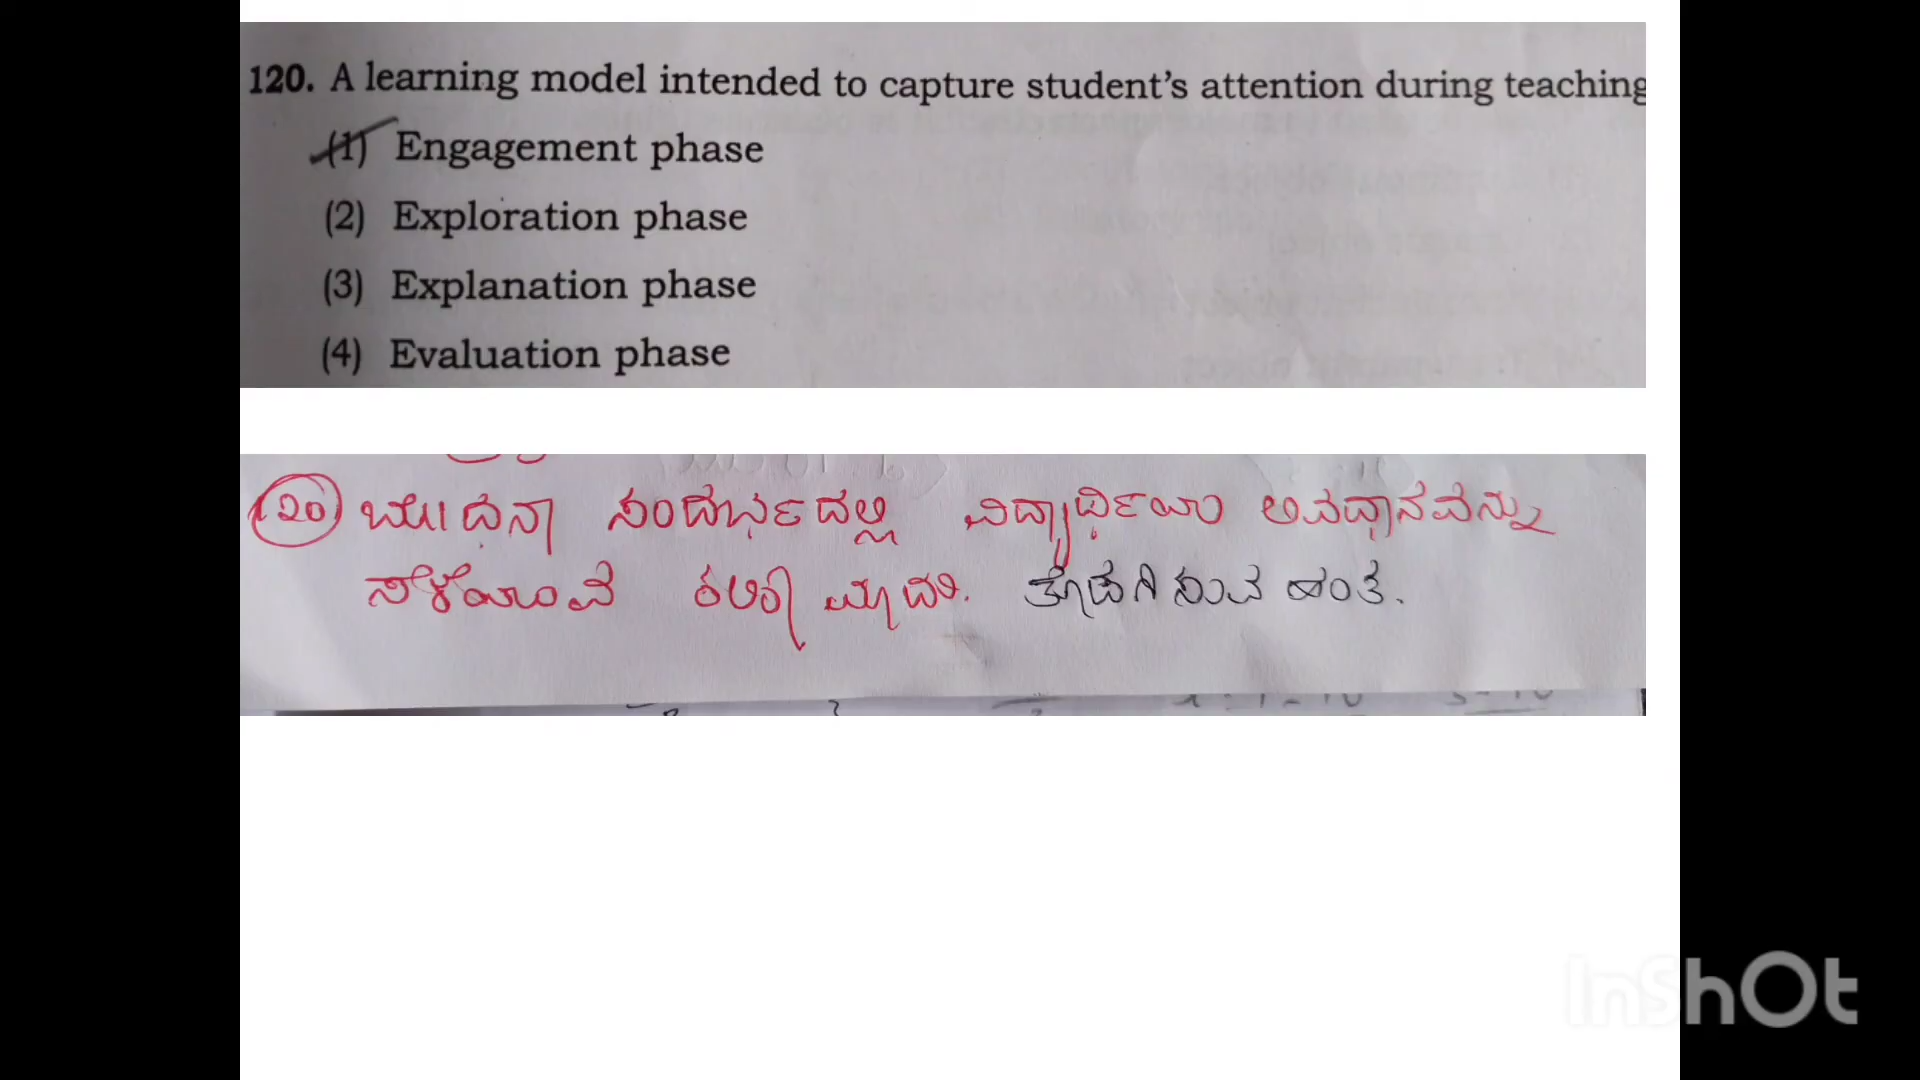 120. A learning model intended to capture student's attention during teaching
(1) Engagement phase
(2) Exploration phase
(3) Explanation phase
(4) Evaluation phase
120 ಬೋಧನಾ ಸಂದರ್ಭದಲ್ಲಿ ವಿದ್ಯಾರ್ಥಿಯ ಅವಧಾನವನ್ನು
ಸೆಳೆಯುವ ಕಲಿಕಾ ಮಾದರಿ. ತೊಡಗಿಸುವ ಹಂತ.
InShOt